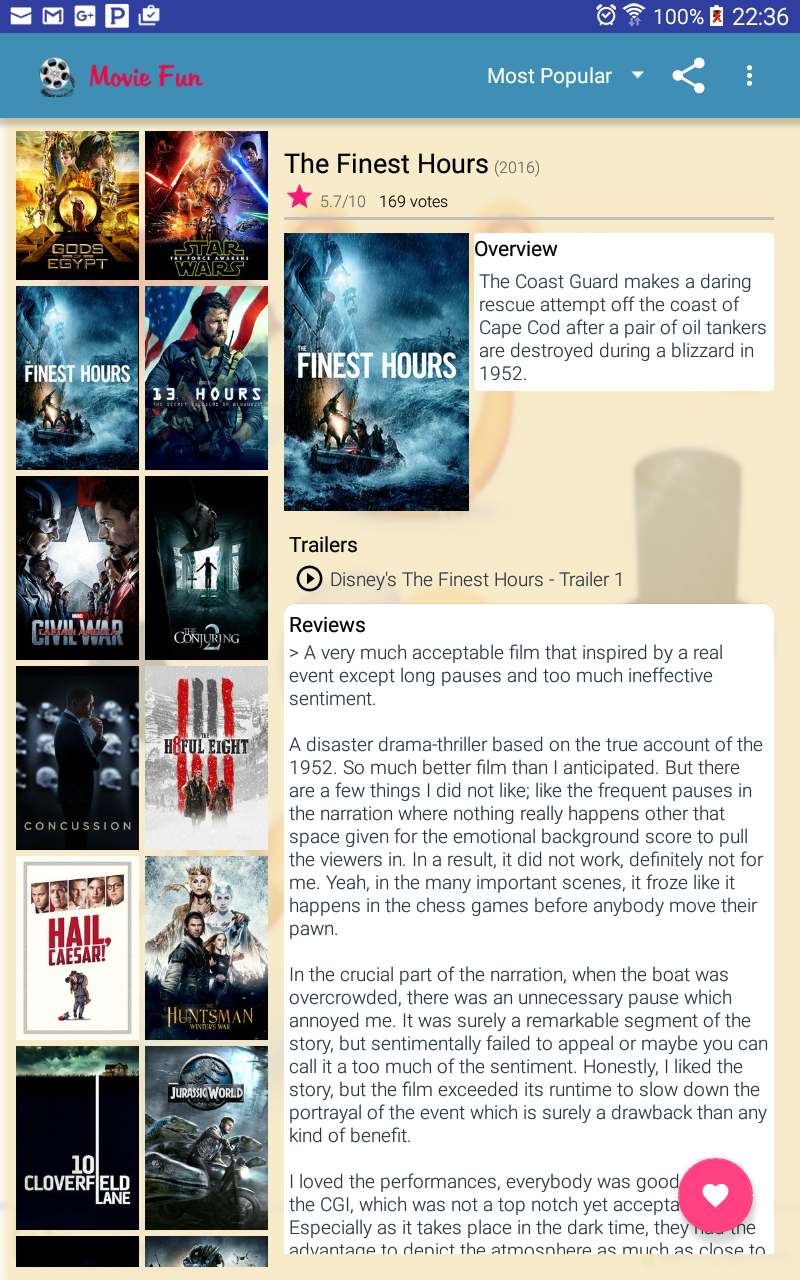 100% 22:36
Movie Fun
Most Popular
GODS OF EGYPT
STAR WARS
THE FORCE AWAKENS
THE
FINEST HOURS
13 HOURS
THE SECRET SOLDIERS OF BENGHAZI
MARVEL
CAPTAIN AMERICA
CIVIL WAR
THE
CONJURING
2
CONCUSSION
THE
H8FUL EIGHT
HAIL,
CAESAR!
THE
HUNTSMAN
WINTER'S WAR
10
CLOVERFIELD
LANE
JURASSIC WORLD
The Finest Hours (2016)
5.7/10 169 votes
THE
FINEST HOURS
Overview
The Coast Guard makes a daring
rescue attempt off the coast of
Cape Cod after a pair of oil tankers
are destroyed during a blizzard in
1952.
Trailers
Disney's The Finest Hours - Trailer 1
Reviews
> A very much acceptable film that inspired by a real
event except long pauses and too much ineffective
sentiment.
A disaster drama-thriller based on the true account of the
1952. So much better film than I anticipated. But there
are a few things I did not like; like the frequent pauses in
the narration where nothing really happens other that
space given for the emotional background score to pull
the viewers in. In a result, it did not work, definitely not for
me. Yeah, in the many important scenes, it froze like it
happens in the chess games before anybody move their
pawn.
In the crucial part of the narration, when the boat was
overcrowded, there was an unnecessary pause which
annoyed me. It was surely a remarkable segment of the
story, but sentimentally failed to appeal or maybe you can
call it a too much of the sentiment. Honestly, I liked the
story, but the film exceeded its runtime to slow down the
portrayal of the event which is surely a drawback than any
kind of benefit.
I loved the performances, everybody was good
the CGI, which was not a top notch yet accepta
Especially as it takes place in the dark time, they had the
advantage to depict the atmosphere as much as close to